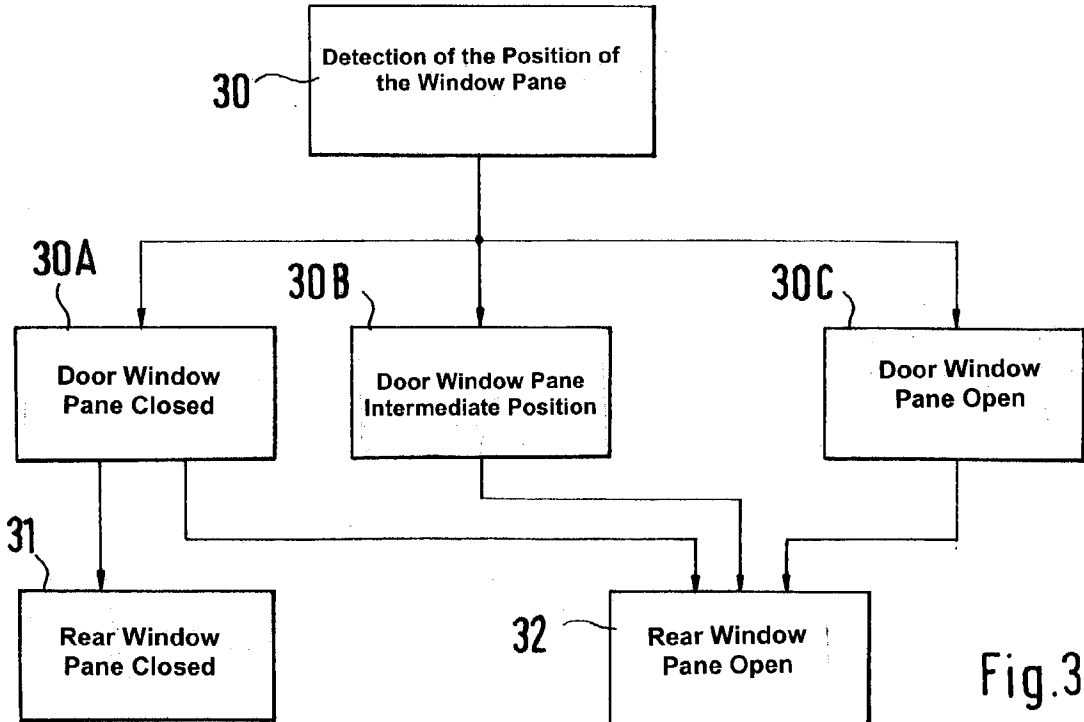 Detection of the Position of
the Window Pane
30
30A
30B
30C
Door Window
Pane Closed
Door Window Pane
Intermediate Position
Door Window
Pane Open
31
Rear Window
Pane Closed
32
Rear Window
Pane Open
Fig.3